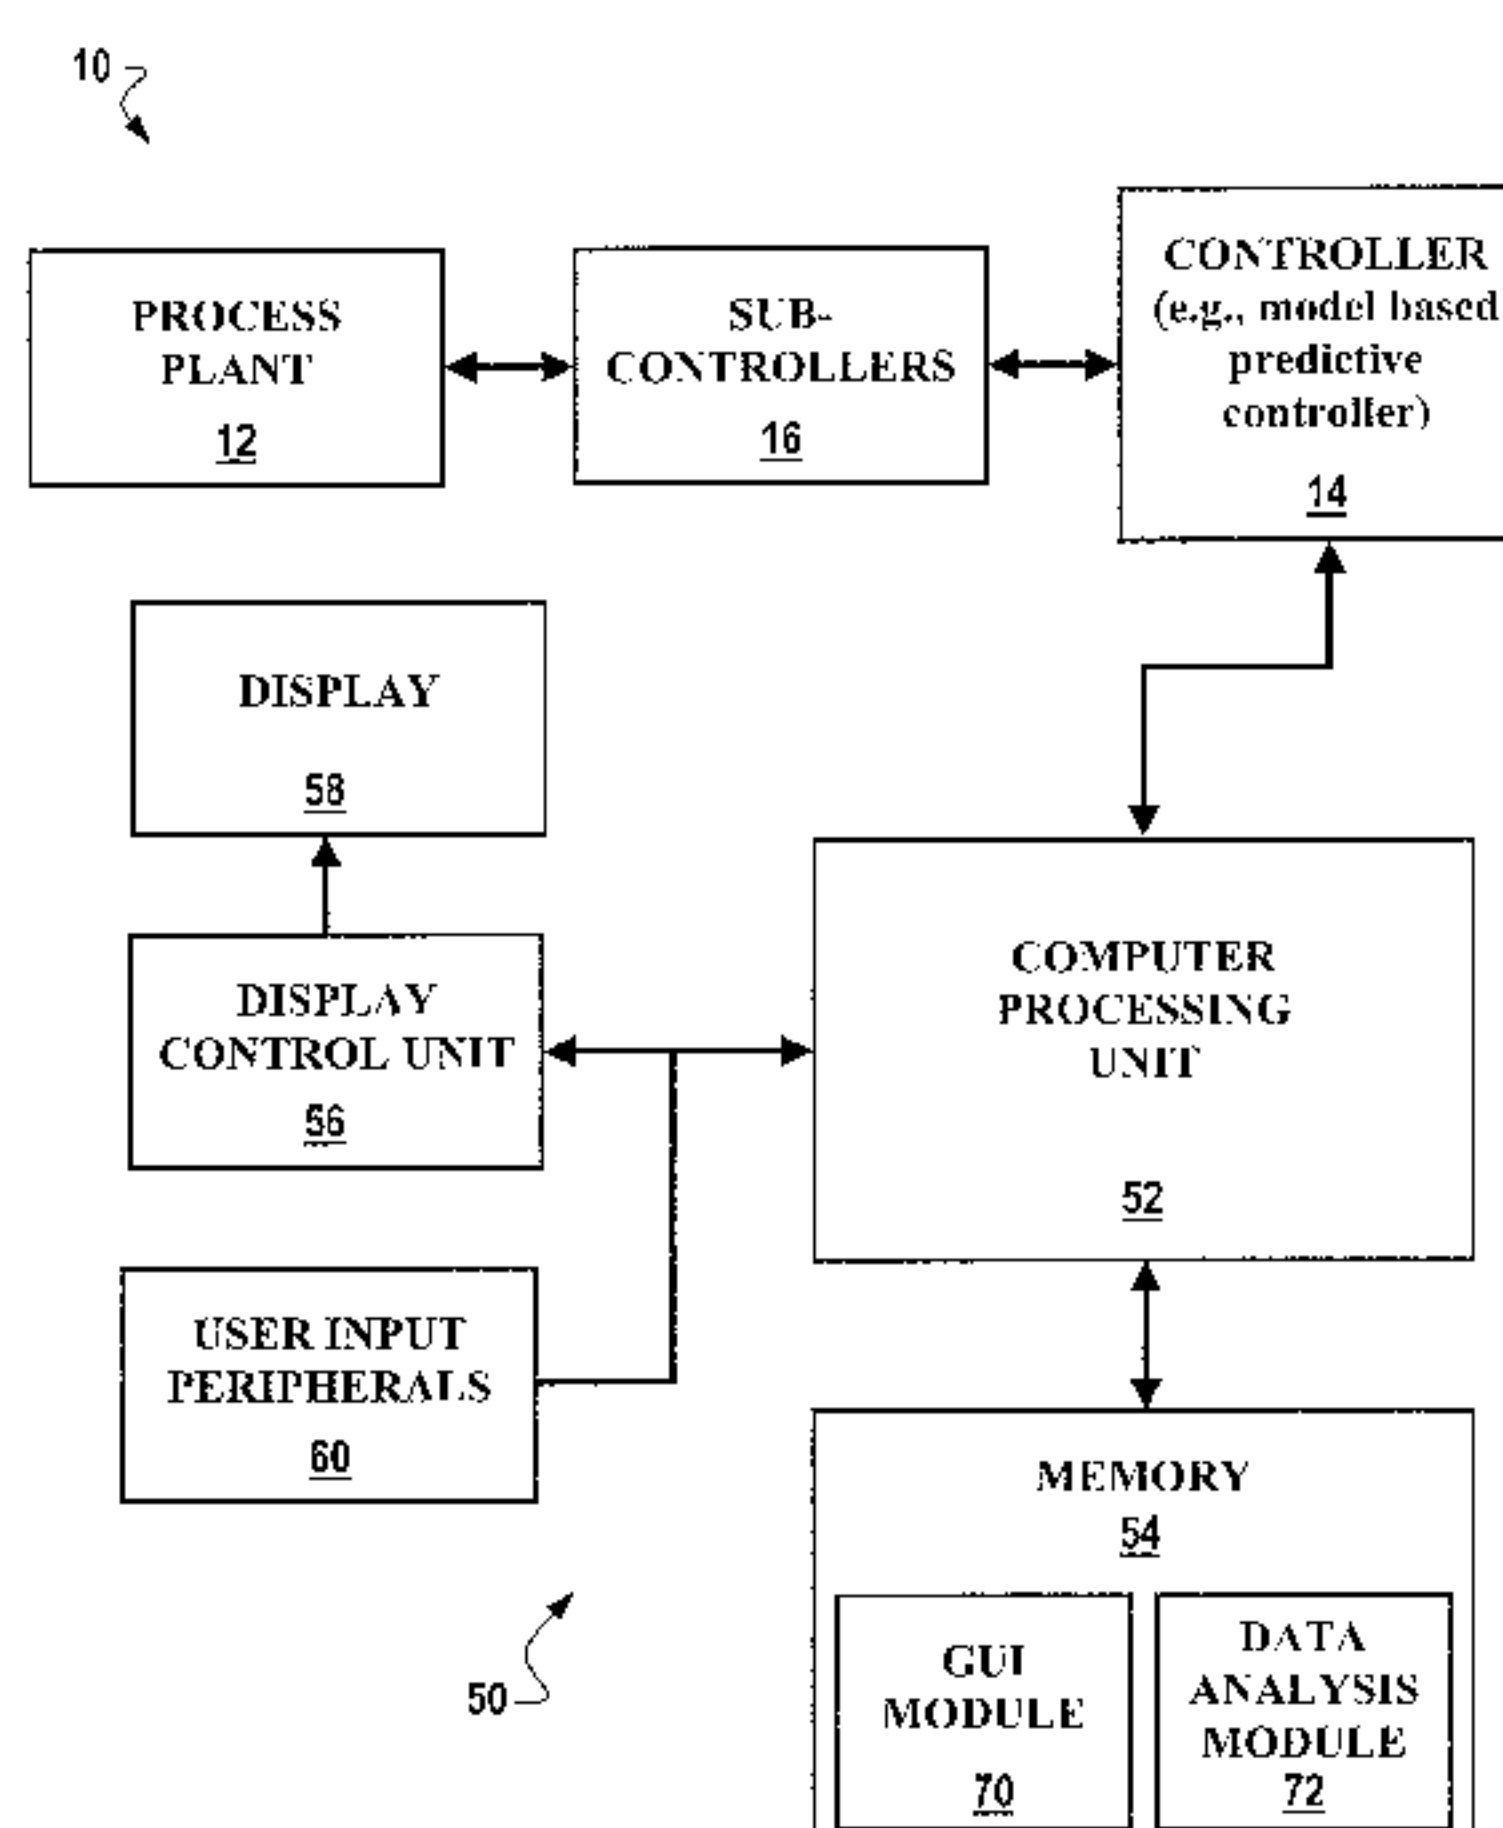 10
PROCESS
PLANT
12
SUB-
CONTROLLERS
16
CONTROLLER
(e.g., model based
predictive
controller)
14
DISPLAY
58
DISPLAY
CONTROL UNIT
56
COMPUTER
PROCESSING
UNIT
52
USER INPUT
PERIPHERALS
60
MEMORY
54
50
GUI
MODULE
70
DATA
ANALYSIS
MODULE
72